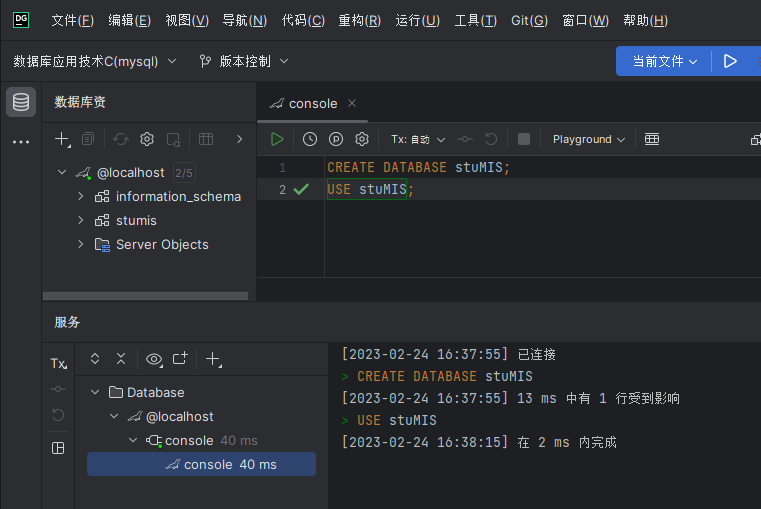 DG 文件(F) 编辑(E) 视图(V) 导航(N) 代码(C) 重构(R) 运行(U) 工具(T) Git(G) 窗口(W) 帮助(H)
数据库应用技术C(mysql) 版本控制 当前文件
数据库资
console
Tx: 自动 Playground
@localhost 2/5
information_schema
stumis
Server Objects
1 CREATE DATABASE stuMIS;
2 USE stuMIS;
服务
Tx
Database
@localhost
console 40 ms
console 40 ms
[2023-02-24 16:37:55] 已连接
> CREATE DATABASE stuMIS
[2023-02-24 16:37:55] 13 ms 中有 1 行受到影响
> USE stuMIS
[2023-02-24 16:38:15] 在 2 ms 内完成